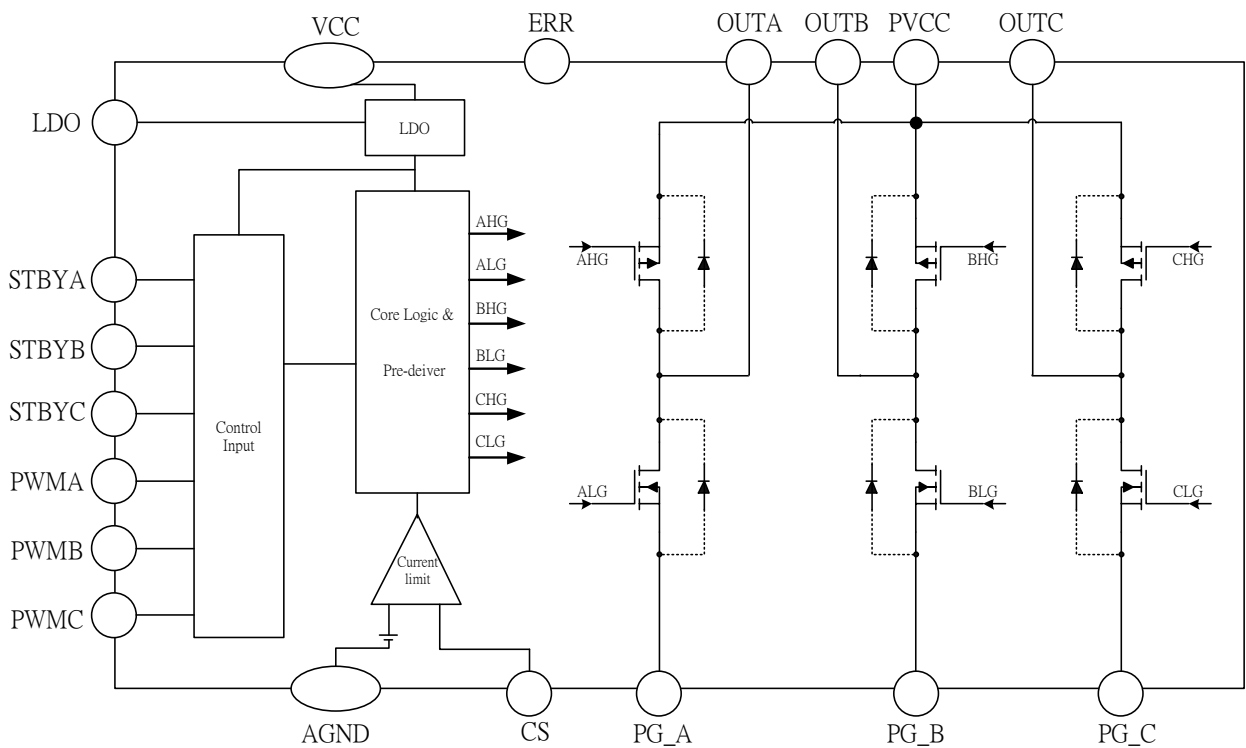 VCC
ERR
OUTA
OUTB
PVCC
OUTC
LDO
LDO
STBYA
STBYB
STBYC
PWMA
PWMB
PWMC
Control
Input
Core Logic &
Pre-deiver
AHG
ALG
BHG
BLG
CHG
CLG
Current
limit
AHG
BHG
CHG
ALG
BLG
CLG
AGND
CS
PG_A
PG_B
PG_C